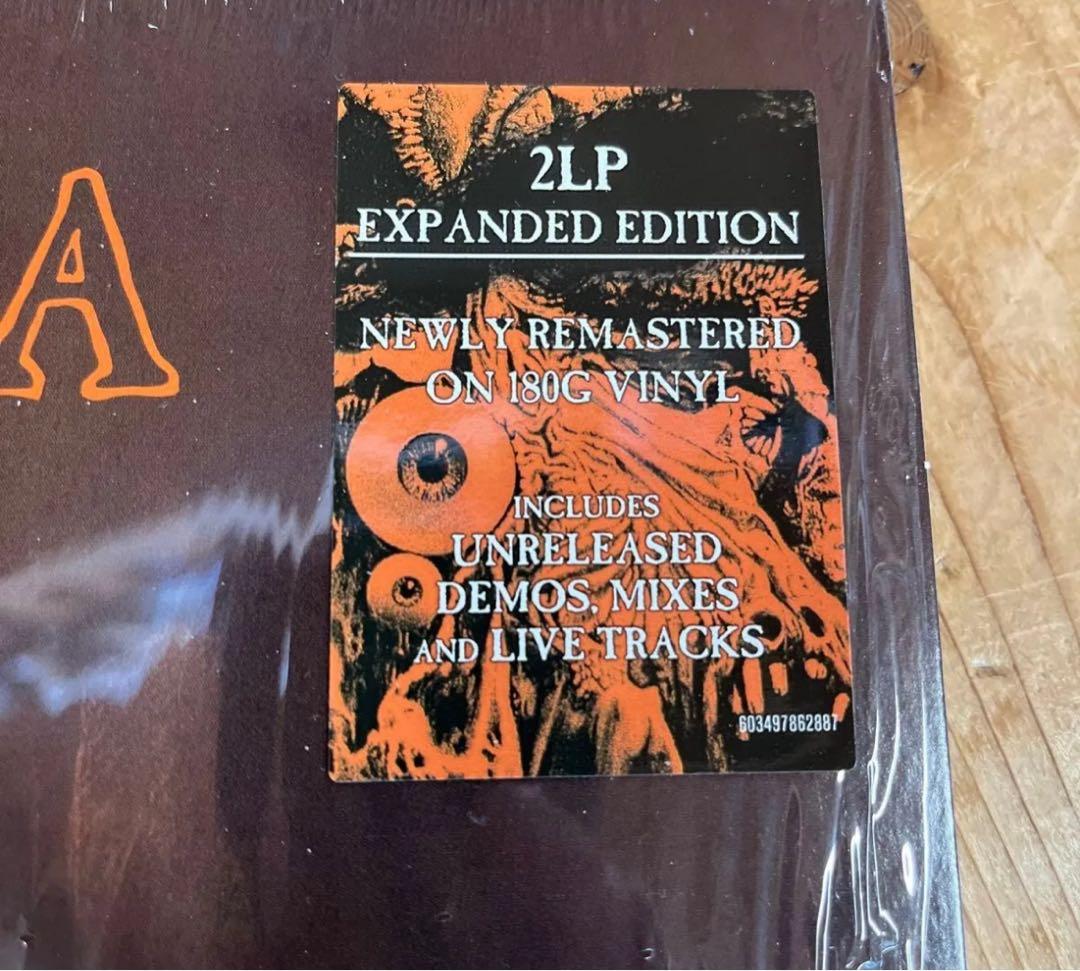 A
2LP
EXPANDED EDITION
NEWLY REMASTERED
ON 180G VINYL
INCLUDES
UNRELEASED
DEMOS, MIXES
AND LIVE TRACKS
603497862887